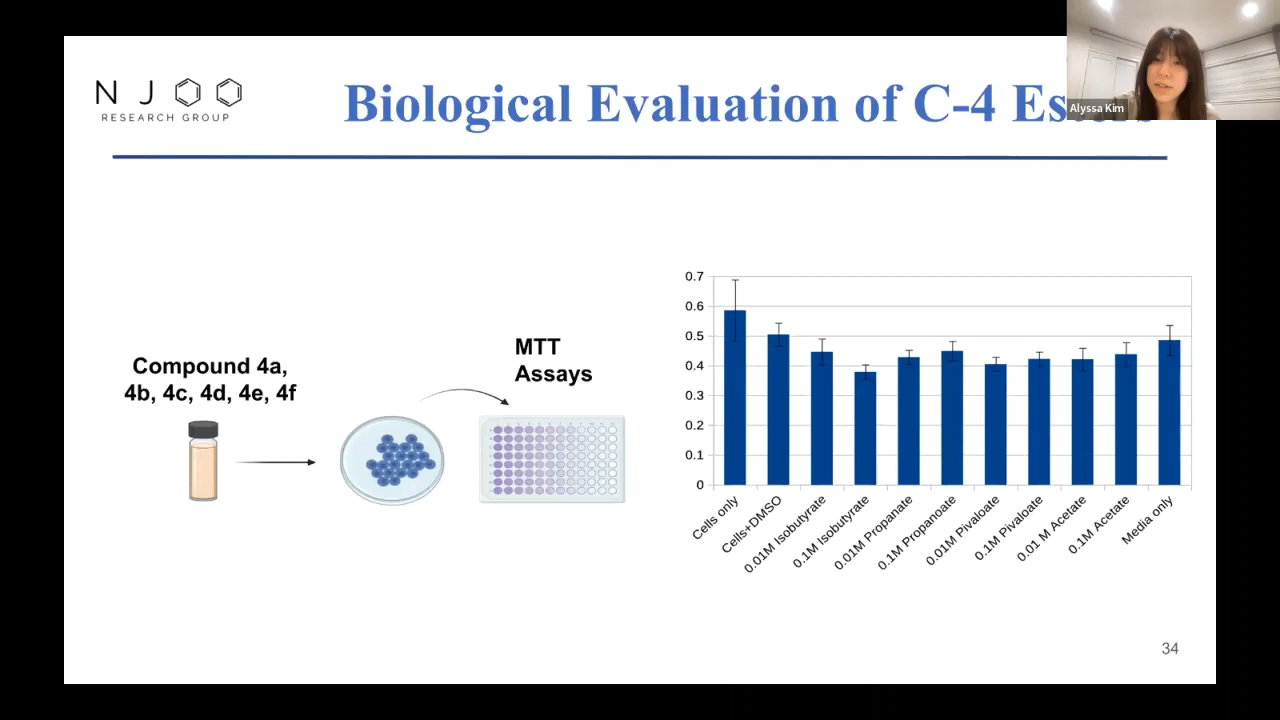 N J
RESEARCH GROUP
Biological Evaluation of C-4
Alyssa Kim
Compound 4a,
4b, 4c, 4d, 4e, 4f
MTT
Assays
0.7
0.6
0.5
0.4
0.3
0.2
0.1
0
Cells only
Cells+DMSO
0.01M Isobutyrate
0.1M Isobutyrate
0.01M Propanate
0.1M Propanoate
0.01M Pivaloate
0.1M Pivaloate
0.01 M Acetate
0.1M Acetate
Media only
34